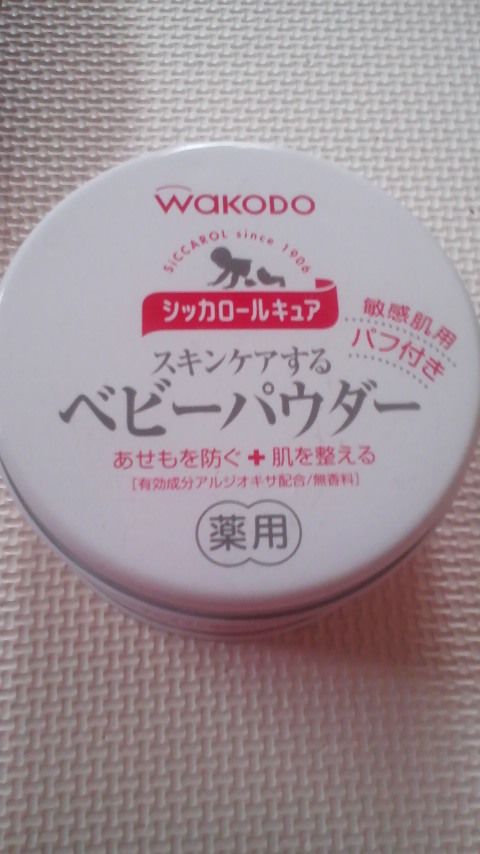 WAKODO
SiCCAROL since 1906
シッカロールキュア
敏感肌用
パフ付き
スキンケアする
ベビーパウダー
あせもを防ぐ+肌を整える
[有効成分アルジオキサ配合/無香料]
薬用